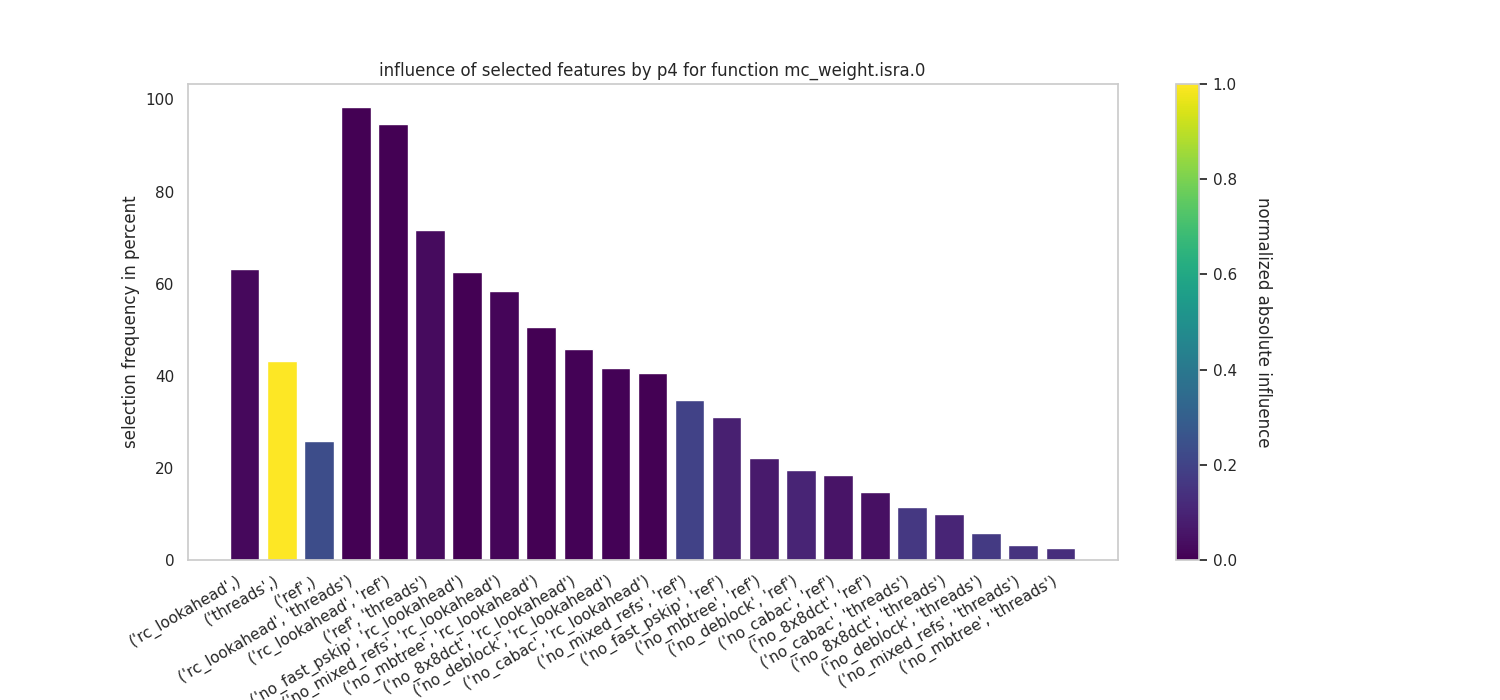 influence of selected features by p4 for function mc_weight.isra.0
selection frequency in percent
100
80
60
40
20
0
('rc_lookahead',)
('threads',)
('ref',)
('rc_lookahead', 'threads')
('rc_lookahead', 'ref')
('ref', 'threads')
('no_fast_pskip', 'rc_lookahead')
'no_mixed_refs', 'rc_lookahead')
('no_mbtree', 'rc_lookahead')
('no_8x8dct', 'rc_lookahead')
('no_deblock', 'rc_lookahead')
('no_cabac', 'rc_lookahead')
('no_mixed_refs', 'ref')
('no_fast_pskip', 'ref')
('no_mbtree', 'ref')
('no_deblock', 'ref')
('no_cabac', 'ref')
('no_8x8dct', 'ref')
('no_cabac', 'threads')
('no_8x8dct', 'threads')
('no_deblock', 'threads')
('no_mixed_refs', 'threads')
('no_mbtree', 'threads')
1.0
0.8
0.6
0.4
0.2
0.0
normalized absolute influence